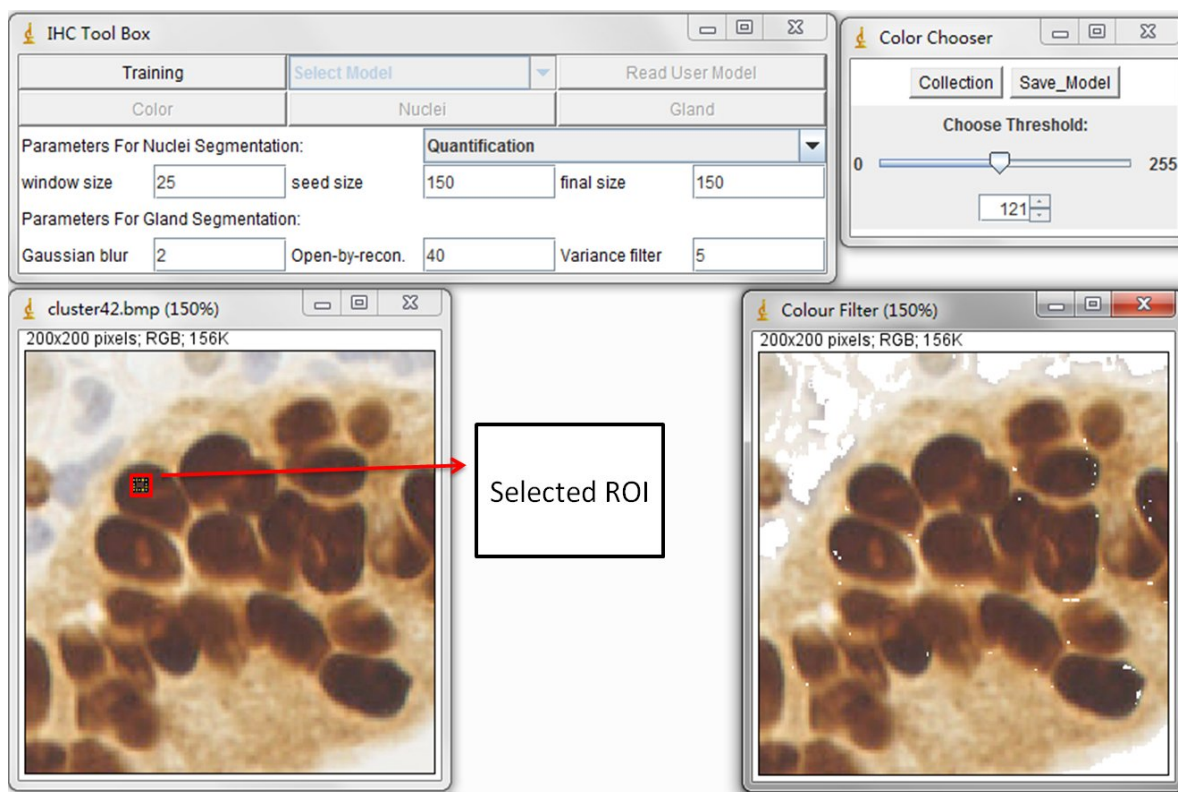 IHC Tool Box
Training Select Model Read User Model
Color Nuclei Gland
Parameters For Nuclei Segmentation: Quantification
window size 25 seed size 150 final size 150
Parameters For Gland Segmentation:
Gaussian blur 2 Open-by-recon. 40 Variance filter 5
Color Chooser
Collection Save_Model
Choose Threshold:
0 255
121
cluster42.bmp (150%)
200x200 pixels; RGB; 156K
Selected ROI
Colour Filter (150%)
200x200 pixels; RGB; 156K